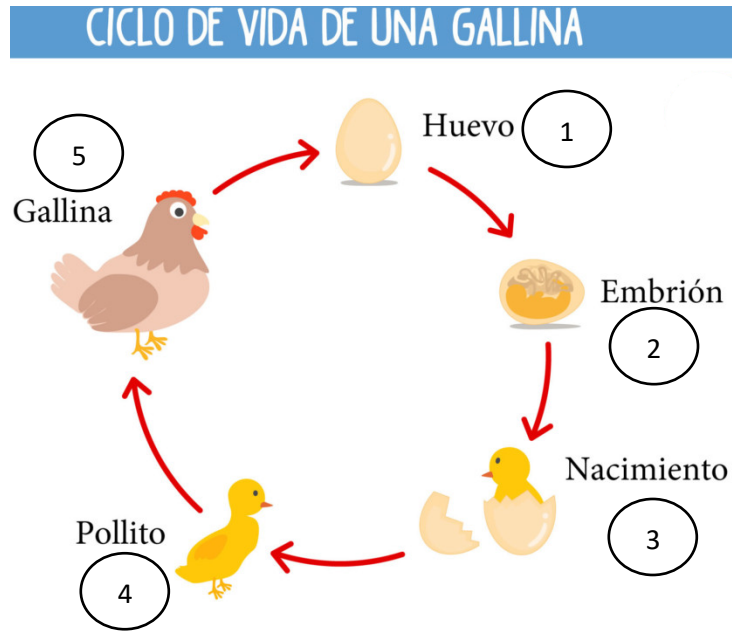 CICLO DE VIDA DE UNA GALLINA
Huevo 1
Embrión
2
Nacimiento
3
Pollito
4
5
Gallina